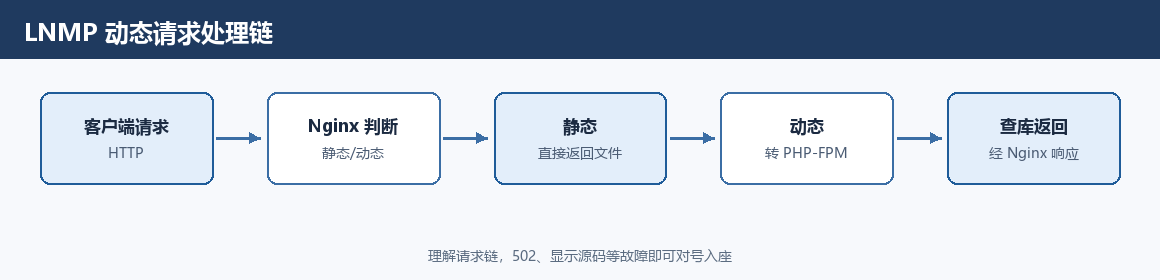 LNMP 动态请求处理链
客户端请求
HTTP
Nginx 判断
静态/动态
静态
直接返回文件
动态
转 PHP-FPM
查库返回
经 Nginx 响应
理解请求链，502、显示源码等故障即可对号入座